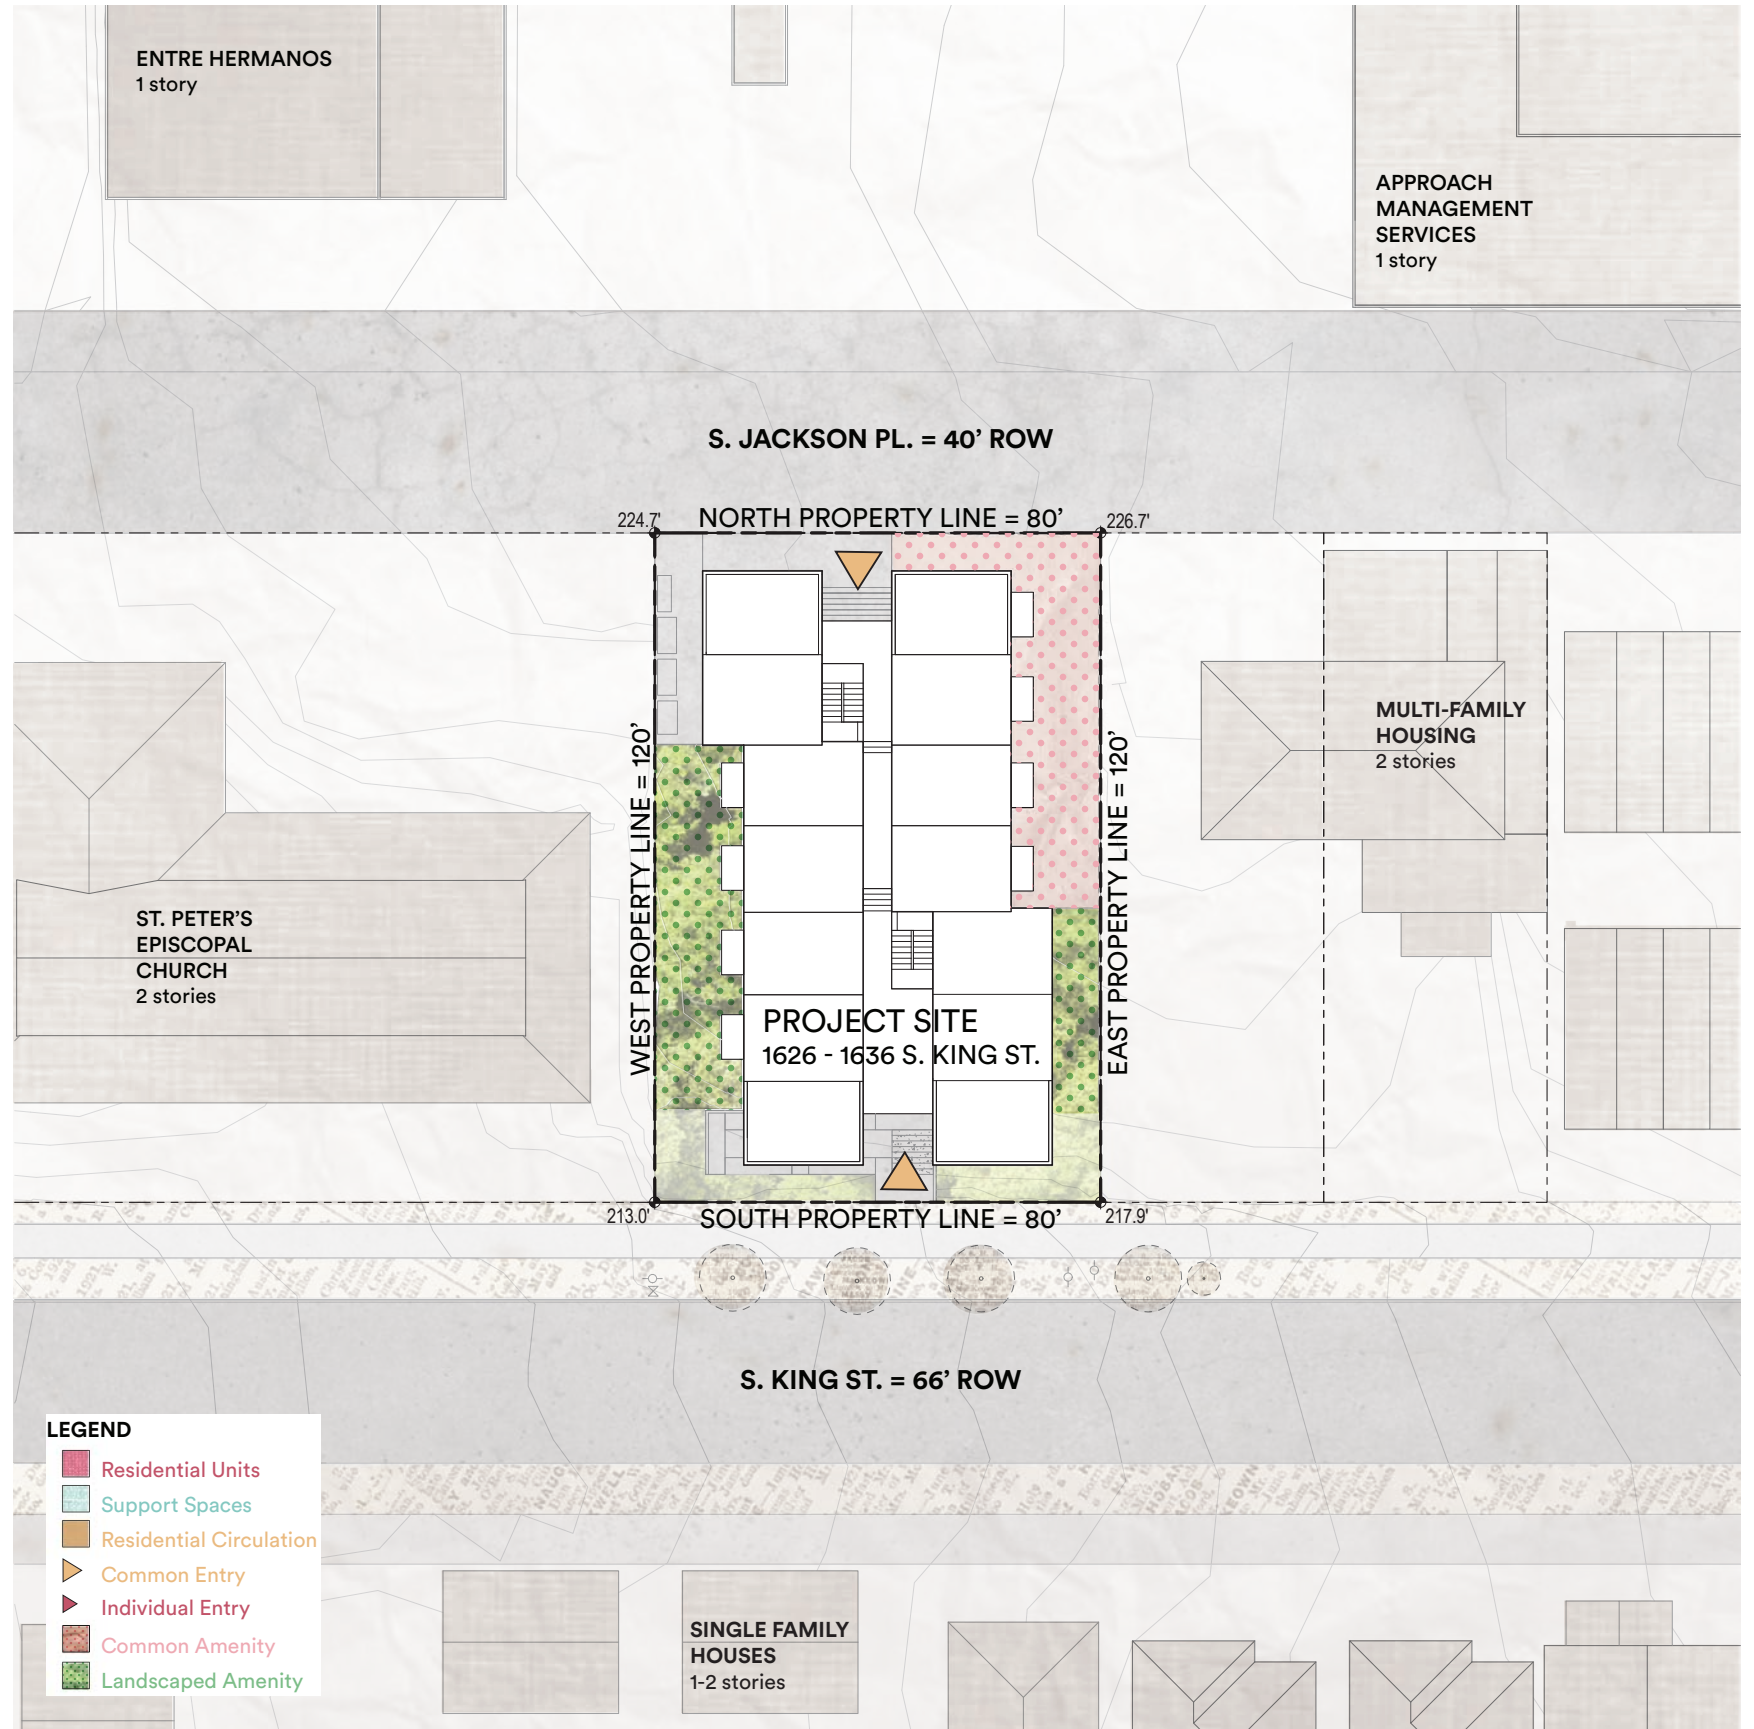 ENTRE HERMANOS
1 story
APPROACH
MANAGEMENT
SERVICES
1 story
S. JACKSON PL. = 40’ ROW
224.7'
NORTH PROPERTY LINE = 80’
226.7'
WEST PROPERTY LINE = 120’
EAST PROPERTY LINE = 120’
MULTI-FAMILY
HOUSING
2 stories
ST. PETER’S
EPISCOPAL
CHURCH
2 stories
PROJECT SITE
1626 - 1636 S. KING ST.
213.0'
SOUTH PROPERTY LINE = 80’
217.9'
S. KING ST. = 66’ ROW
LEGEND
Residential Units
Support Spaces
Residential Circulation
Common Entry
Individual Entry
Common Amenity
Landscaped Amenity
SINGLE FAMILY
HOUSES
1-2 stories